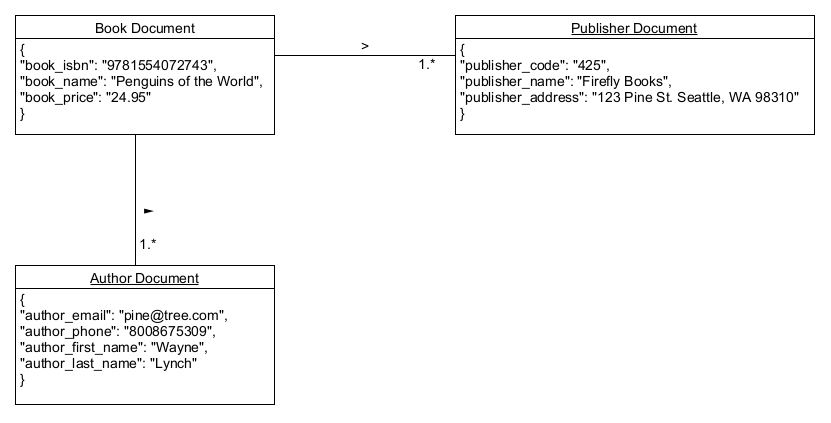 Book Document
{
"book_isbn": "9781554072743",
"book_name": "Penguins of the World",
"book_price": "24.95"
}
>
1.*
Publisher Document
{
"publisher_code": "425",
"publisher_name": "Firefly Books",
"publisher_address": "123 Pine St. Seattle, WA 98310"
}
1.*
Author Document
{
"author_email": "pine@tree.com",
"author_phone": "8008675309",
"author_first_name": "Wayne",
"author_last_name": "Lynch"
}